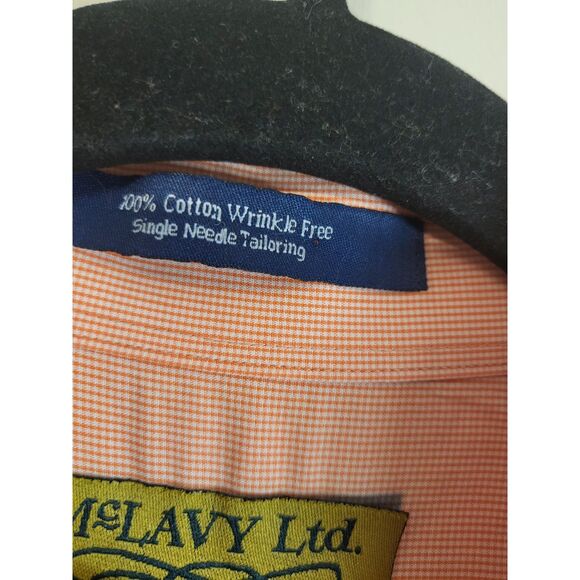 100% Cotton Wrinkle Free
Single Needle Tailoring
McLAVY Ltd.